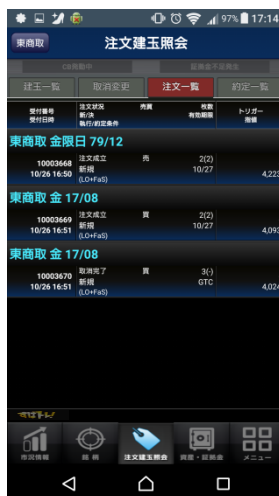 97% 17:14
東商取 注文建玉照会
建玉一覧 取消変更 注文一覧 約定一覧
受付番号 注文状況 売買 枚数 トリガー
受付日時 新/決 有効期限 指値
執行/約定条件
東商取 金限日 79/12
10003668 注文成立 売 2(2)
10/26 16:50 新規 10/27 4,223
(LO+FaS)
東商取 金 17/08
10003669 注文成立 買 2(2)
10/26 16:51 新規 10/27 4,093
(LO+FaS)
東商取 金 17/08
10003670 取消完了 買 3(-)
10/26 16:51 新規 GTC 4,024
(LO+FaS)
市況情報 銘柄 注文建玉照会 資産・証拠金 メニュー